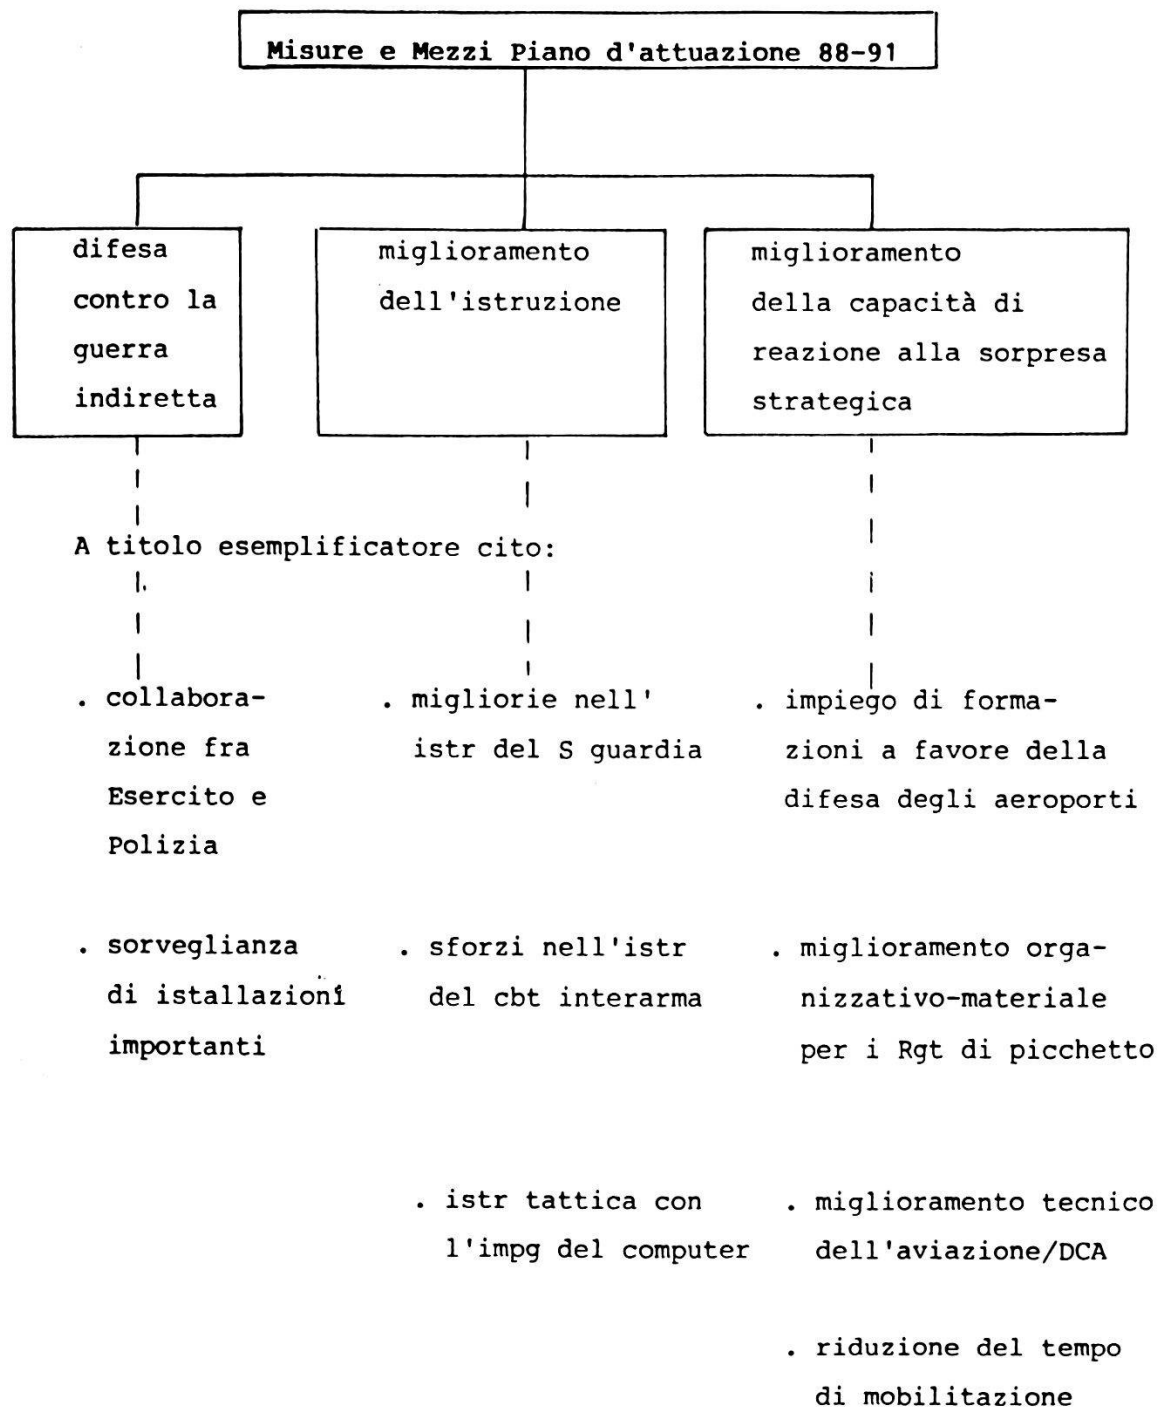 Misure e Mezzi Piano d'attuazione 88-91
difesa
contro la
guerra
indiretta
miglioramento
dell'istruzione
miglioramento
della capacità di
reazione alla sorpresa
strategica
A titolo esemplificatore cito:
. collabora-
zione fra
Esercito e
Polizia
. sorveglianza
di istallazioni
importanti
. migliorie nell'
istr del S guardia
. sforzi nell'istr
del cbt interarma
. istr tattica con
l'impg del computer
. impiego di forma-
zioni a favore della
difesa degli aeroporti
. miglioramento orga-
nizzativo-materiale
per i Rgt di picchetto
. miglioramento tecnico
dell'aviazione/DCA
. riduzione del tempo
di mobilitazione